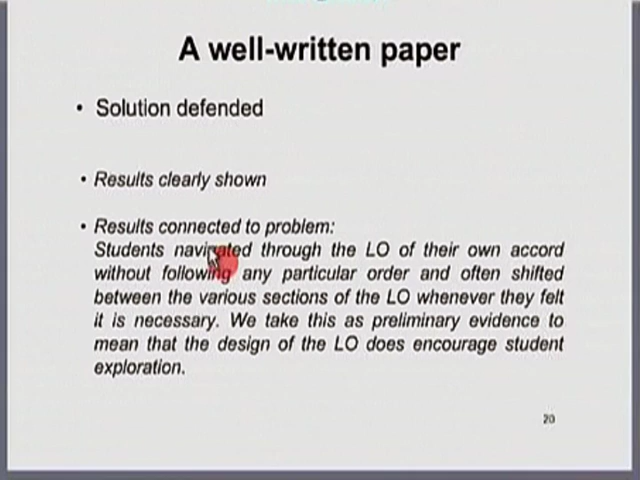 A well-written paper
• Solution defended
• Results clearly shown
• Results connected to problem:
Students navigated through the LO of their own accord
without following any particular order and often shifted
between the various sections of the LO whenever they felt
it is necessary. We take this as preliminary evidence to
mean that the design of the LO does encourage student
exploration.
20